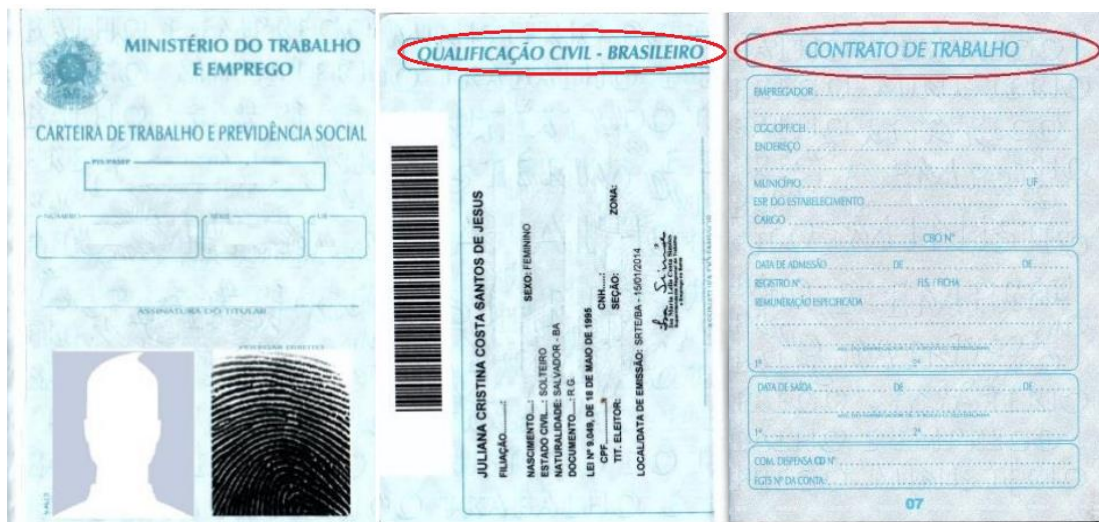 MINISTÉRIO DO TRABALHO
E EMPREGO
CARTEIRA DE TRABALHO E PREVIDÊNCIA SOCIAL
PIS/PASEP
NÚMERO
SÉRIE
UF
ASSINATURA DO TITULAR
POLEGAR DIREITO
QUALIFICAÇÃO CIVIL - BRASILEIRO
JULIANA CRISTINA COSTA SANTOS DE JESUS
FILIAÇÃO.........:
NASCIMENTO....: SEXO: FEMININO
ESTADO CIVIL....: SOLTEIRO
NATURALIDADE: SALVADOR - BA
DOCUMENTO.....: R.G.
LEI Nº 9.049, DE 18 DE MAIO DE 1995
CPF.........: CNH.....:
TIT. ELEITOR: SEÇÃO: ZONA:
LOCAL/DATA DE EMISSÃO: SRTE/BA - 15/01/2014
CONTRATO DE TRABALHO
EMPREGADOR
CGC/CPF/CEI
ENDEREÇO
MUNICÍPIO UF
ESP. DO ESTABELECIMENTO
CARGO
CBO Nº
DATA DE ADMISSÃO DE DE
REGISTRO Nº FLS. / FICHA
REMUNERAÇÃO ESPECIFICADA
1º 2º
DATA DE SAÍDA DE DE
1º 2º
COM. DISPENSA CD Nº
FGTS Nº DA CONTA:
07